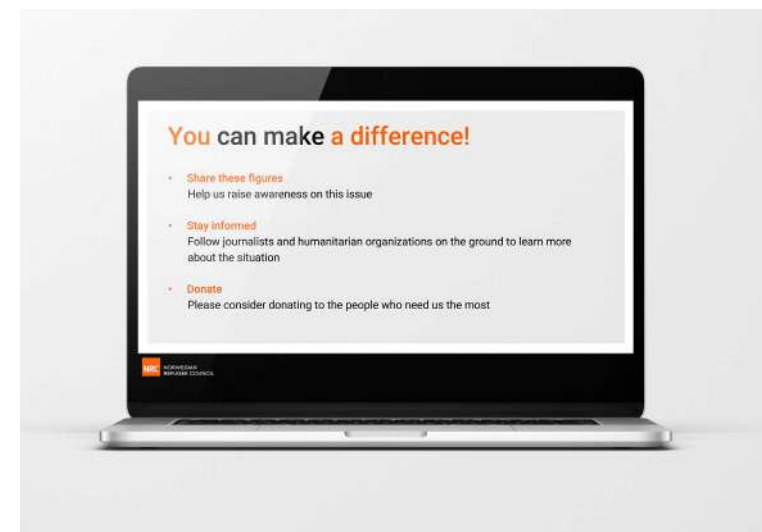 You can make a difference!
• Share these figures
Help us raise awareness on this issue
• Stay informed
Follow journalists and humanitarian organizations on the ground to learn more
about the situation
• Donate
Please consider donating to the people who need us the most
NRC
NORWEGIAN
REFUGEE COUNCIL